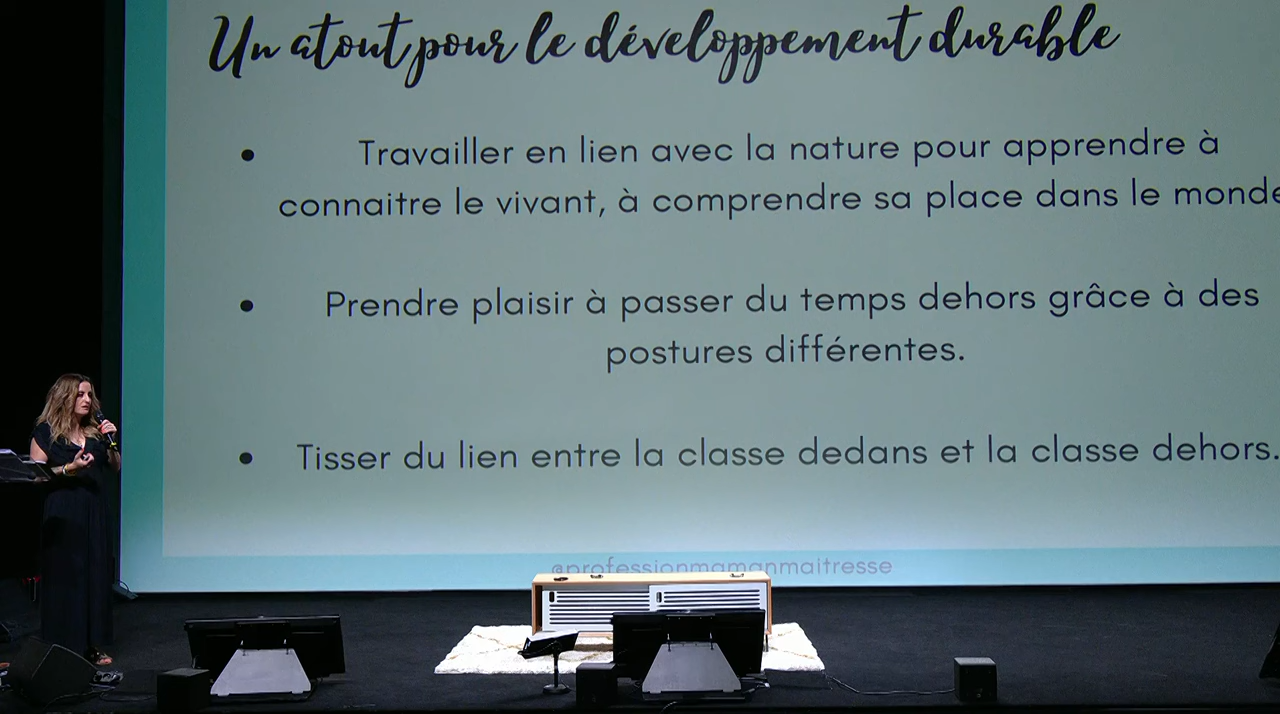 Un atout pour le développement durable
• Travailler en lien avec la nature pour apprendre à
connaitre le vivant, à comprendre sa place dans le monde
• Prendre plaisir à passer du temps dehors grâce à des
postures différentes.
• Tisser du lien entre la classe dedans et la classe dehors.
@professionmamanmaitresse